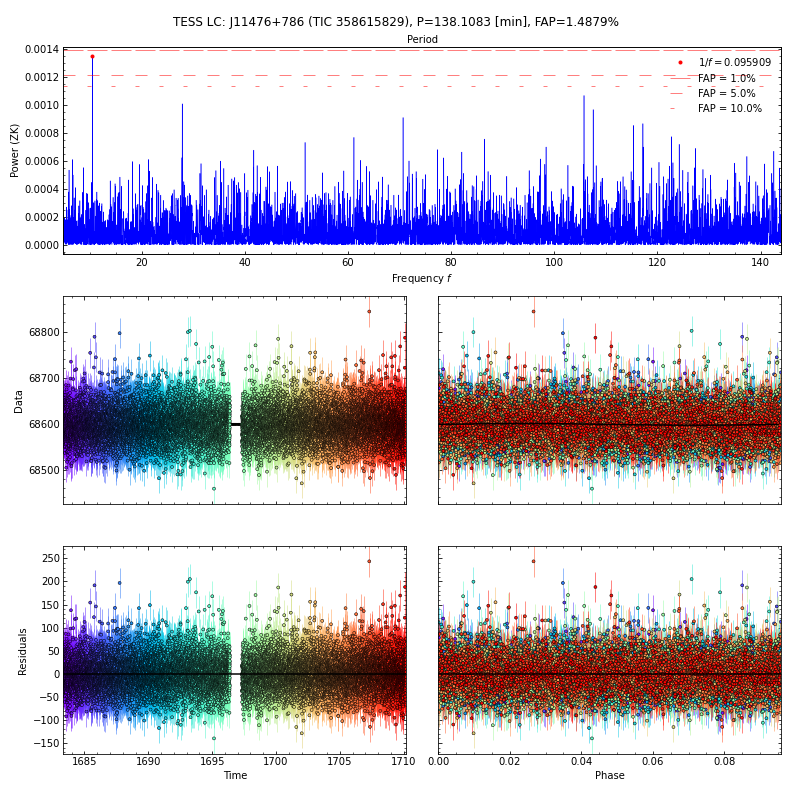 TESS LC: J11476+786 (TIC 358615829), P=138.1083 [min], FAP=1.4879%
Period
Power (ZK)
0.0014
0.0012
0.0010
0.0008
0.0006
0.0004
0.0002
0.0000
1/f = 0.095909
FAP = 1.0%
FAP = 5.0%
FAP = 10.0%
20 40 60 80 100 120 140
Frequency f
Data
68800
68700
68600
68500
Residuals
250
200
150
100
50
0
−50
−100
−150
1685 1690 1695 1700 1705 1710
Time
0.00 0.02 0.04 0.06 0.08
Phase